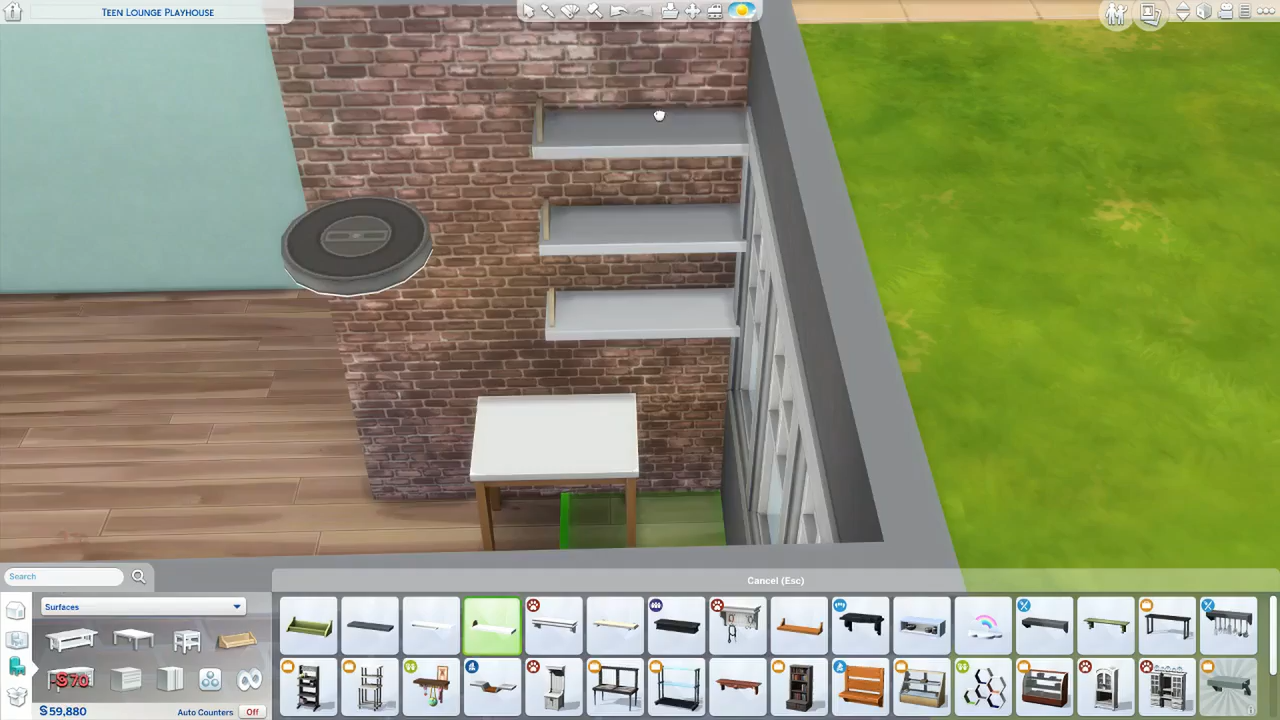 TEEN LOUNGE PLAYHOUSE
Cancel (Esc)
Search
Surfaces
§70
§59,880
Auto Counters
Off